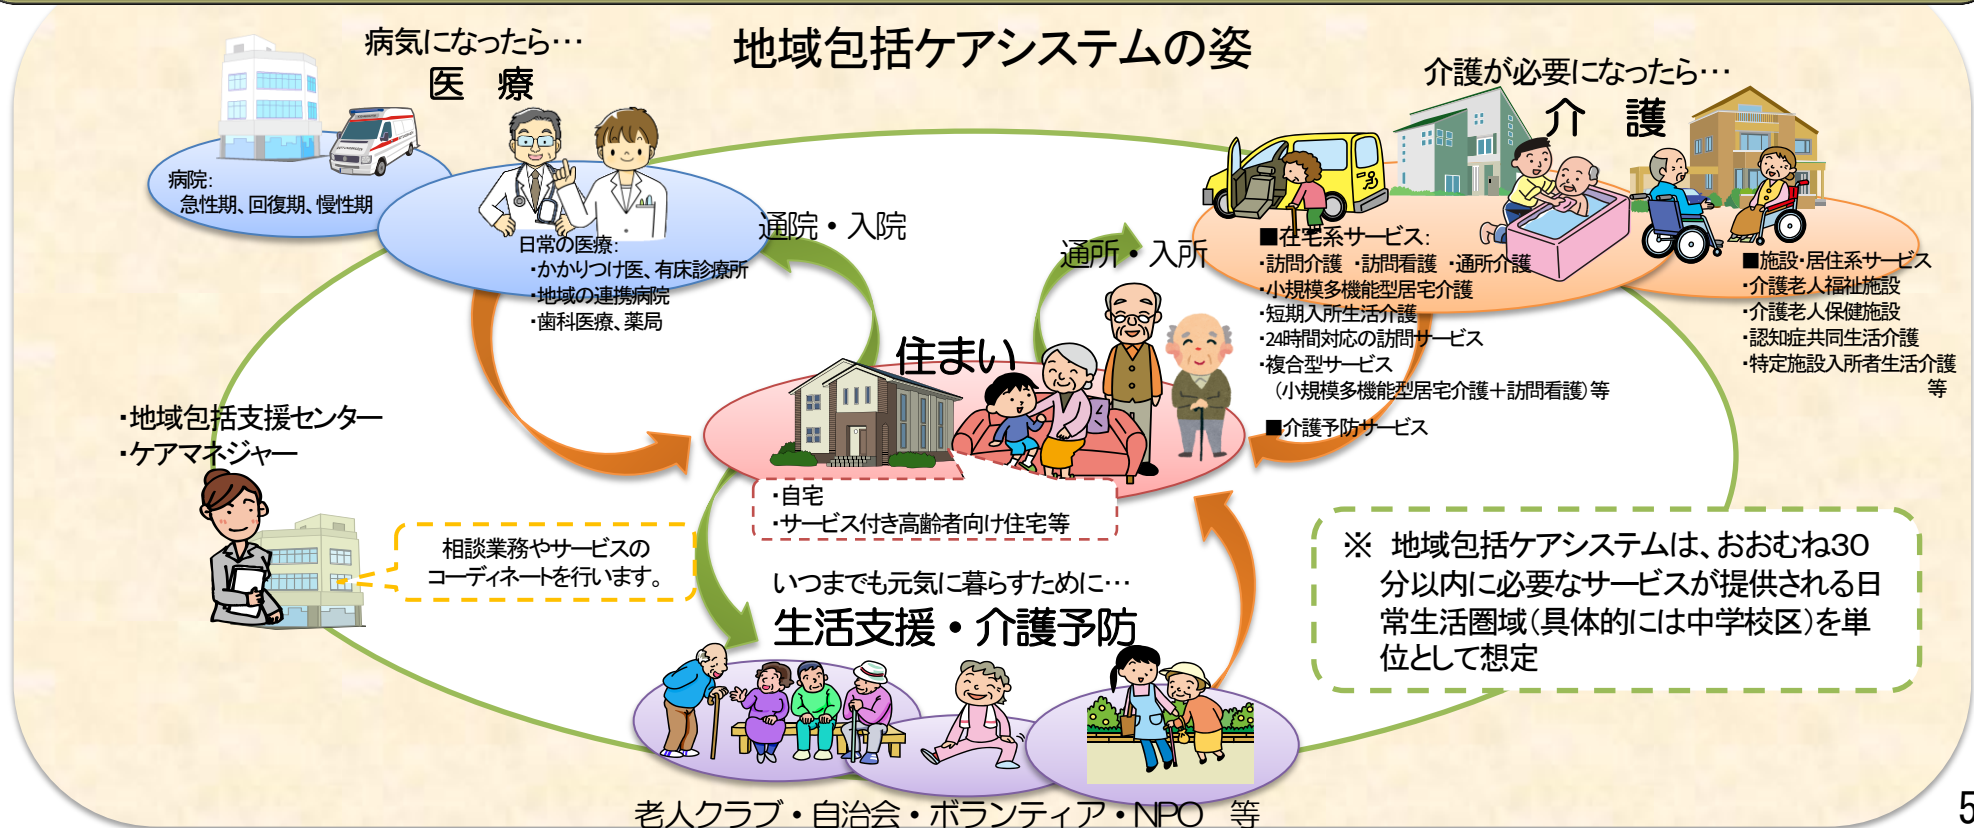 地域包括ケアシステムの姿
病気になったら…
医 療
病院:
急性期、回復期、慢性期
日常の医療:
・かかりつけ医、有床診療所
・地域の連携病院
・歯科医療、薬局
通院・入院
通所・入所
介護が必要になったら…
介 護
■在宅系サービス:
・訪問介護 ・訪問看護 ・通所介護
・小規模多機能型居宅介護
・短期入所生活介護
・24時間対応の訪問サービス
・複合型サービス
(小規模多機能型居宅介護+訪問看護)等
■介護予防サービス
■施設・居住系サービス
・介護老人福祉施設
・介護老人保健施設
・認知症共同生活介護
・特定施設入所者生活介護
等
住まい
・自宅
・サービス付き高齢者向け住宅等
・地域包括支援センター
・ケアマネジャー
相談業務やサービスの
コーディネートを行います。
いつまでも元気に暮らすために…
生活支援・介護予防
老人クラブ・自治会・ボランティア・NPO 等
※ 地域包括ケアシステムは、おおむね30
分以内に必要なサービスが提供される日
常生活圏域(具体的には中学校区)を単
位として想定
5